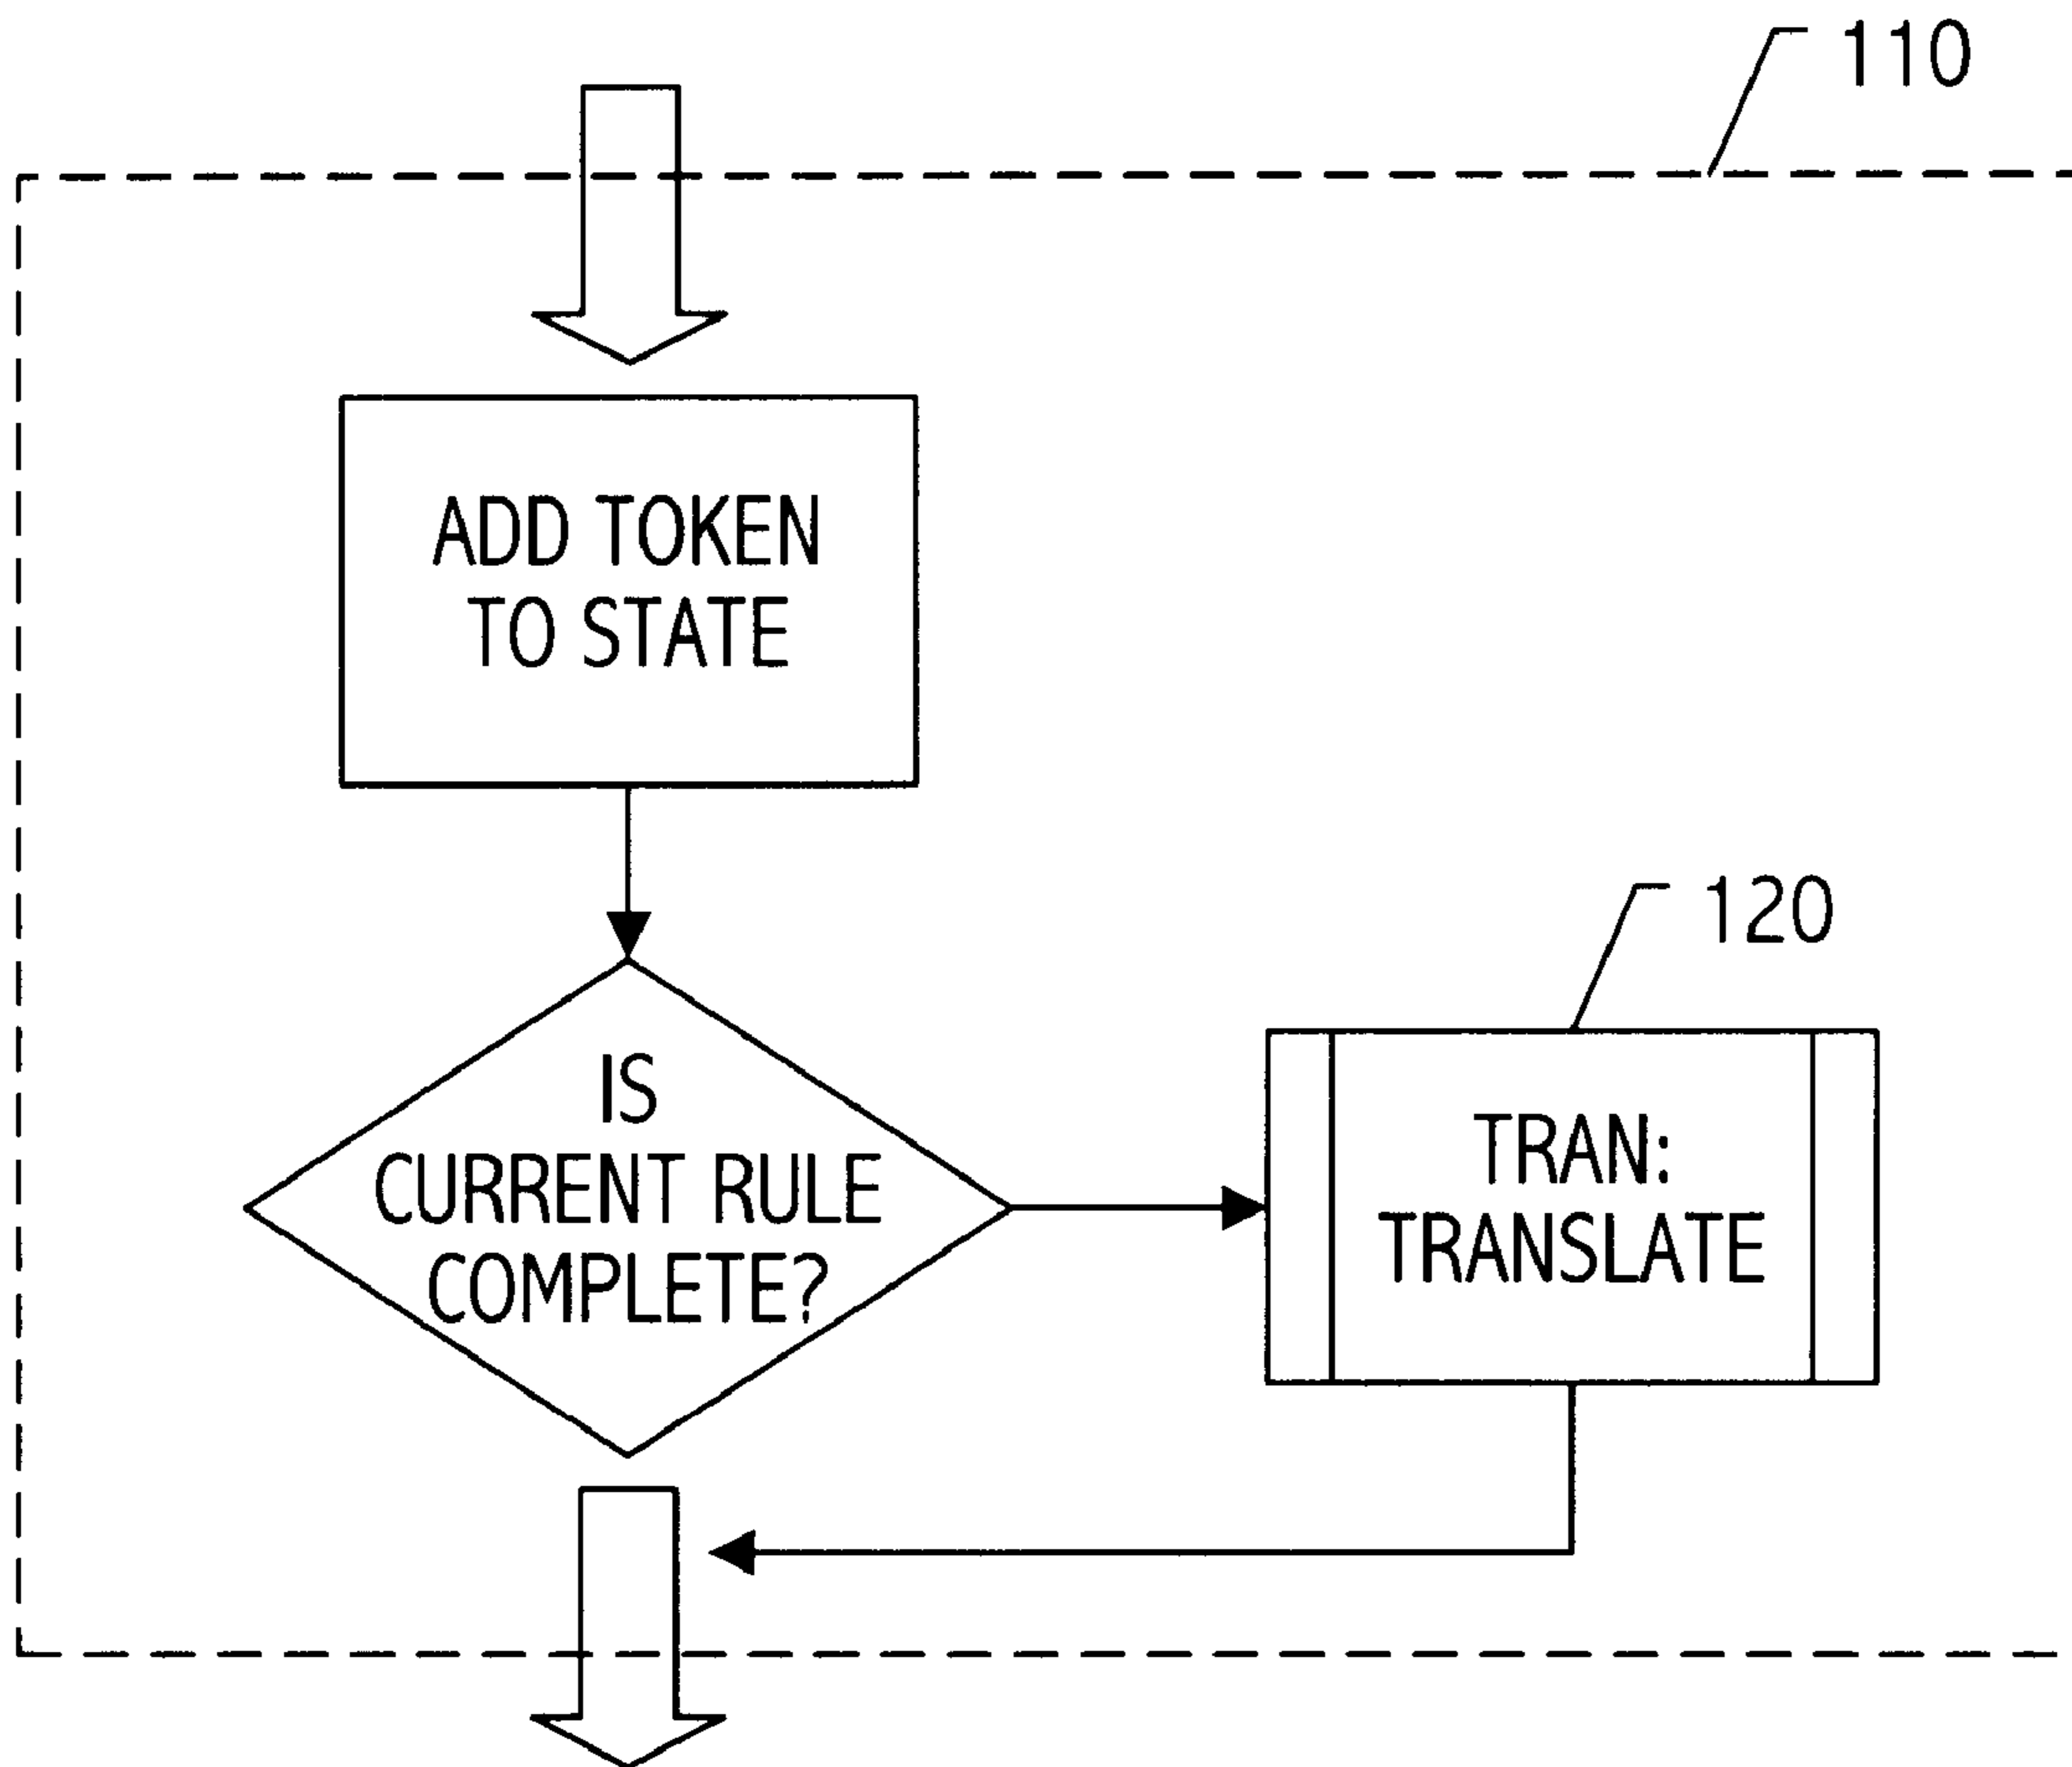 110
ADD TOKEN
TO STATE
120
IS
CURRENT RULE
COMPLETE?
TRAN:
TRANSLATE